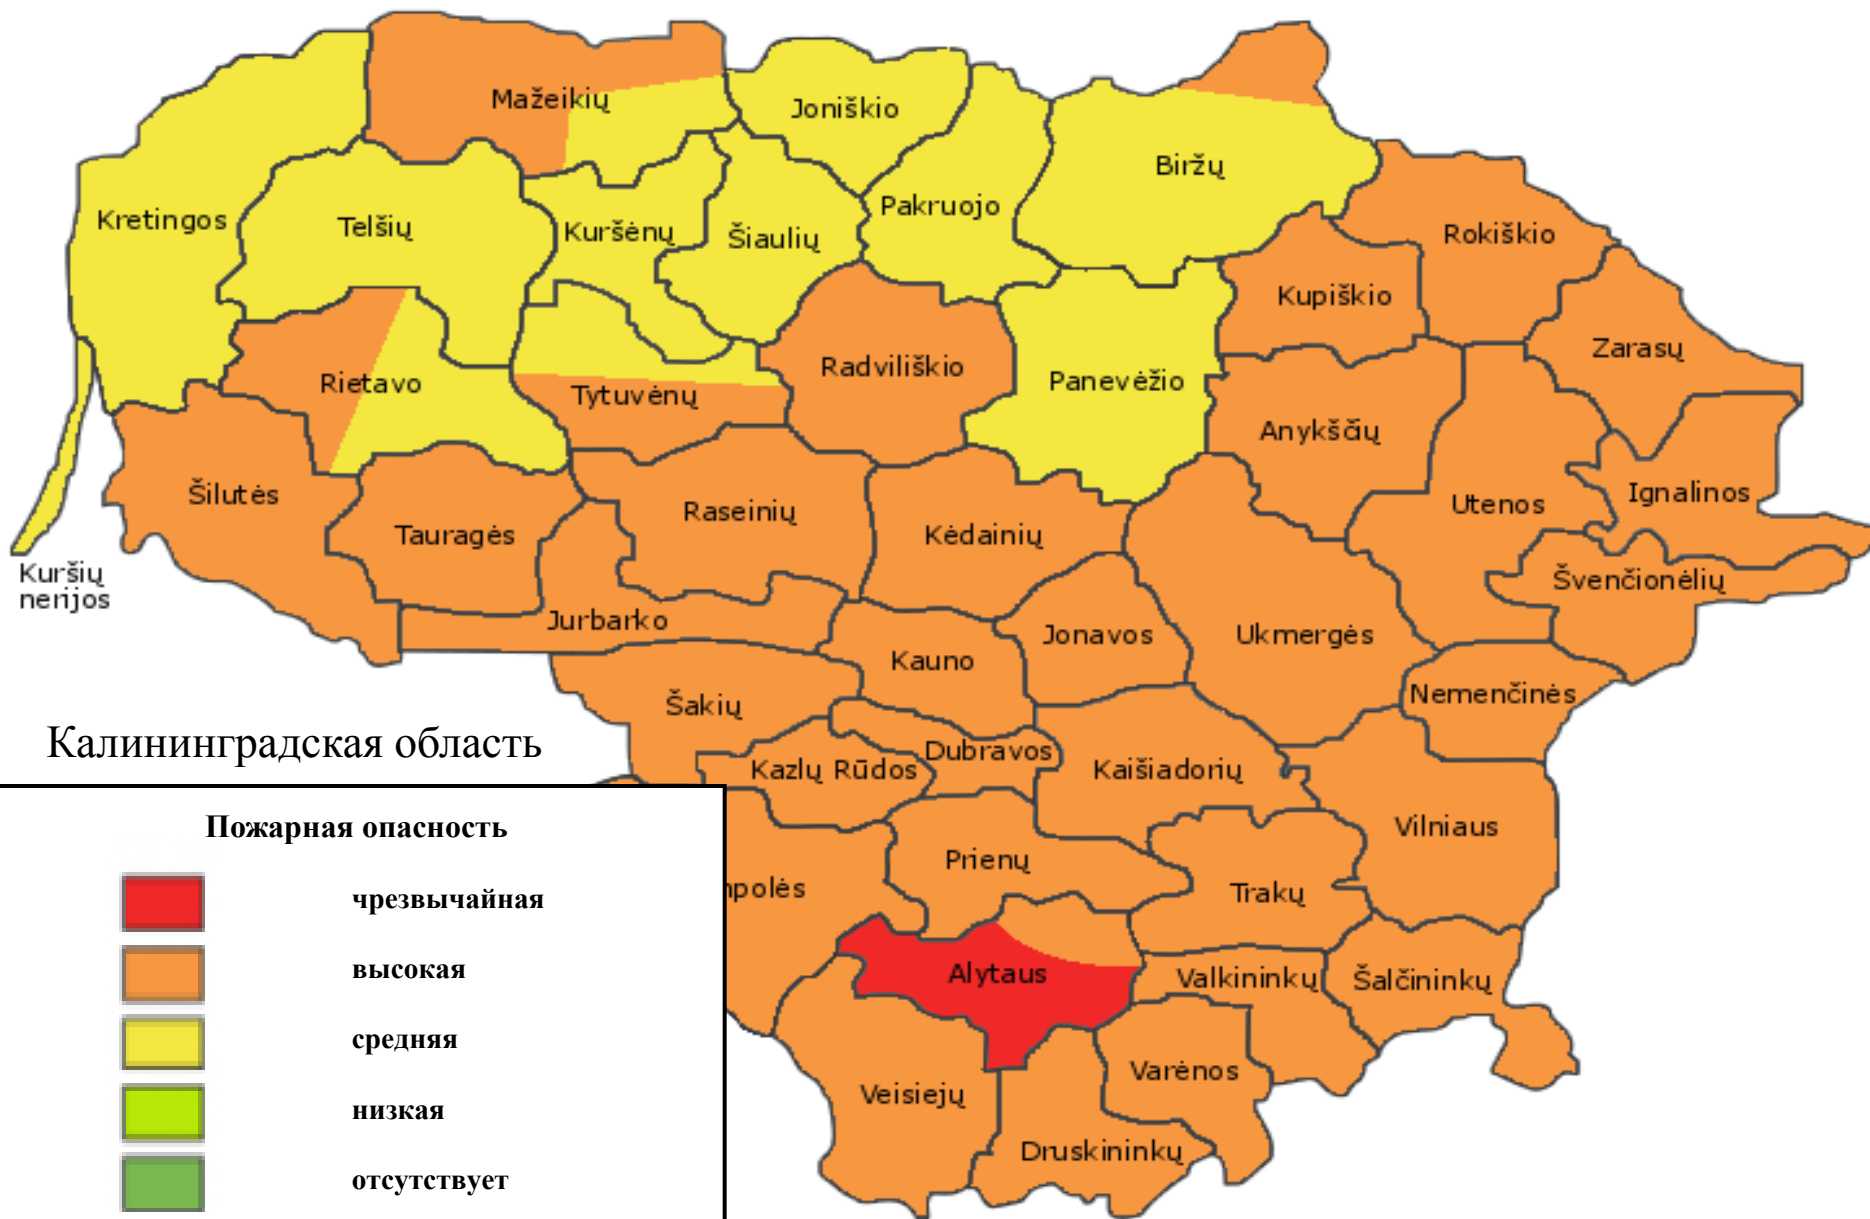 Mažeikių
Joniškio
Biržų
Kretingos
Telšių
Kuršėnų
Šiaulių
Pakruojo
Rokiškio
Kupiškio
Zarasų
Rietavo
Tytuvėnų
Radviliškio
Panevėžio
Anykščių
Šilutės
Tauragės
Raseinių
Kėdainių
Utenos
Ignalinos
Kuršių
nerijos
Švenčionėlių
Jurbarko
Kauno
Jonavos
Ukmergės
Nemenčinės
Šakių
Калининградская область
Kazlų Rūdos
Dubravos
Kaišiadorių
Vilniaus
Prienų
Trakų
npolės
Alytaus
Valkininkų
Šalčininkų
Veisiejų
Varėnos
Druskininkų
Пожарная опасность
чрезвычайная
высокая
средняя
низкая
отсутствует